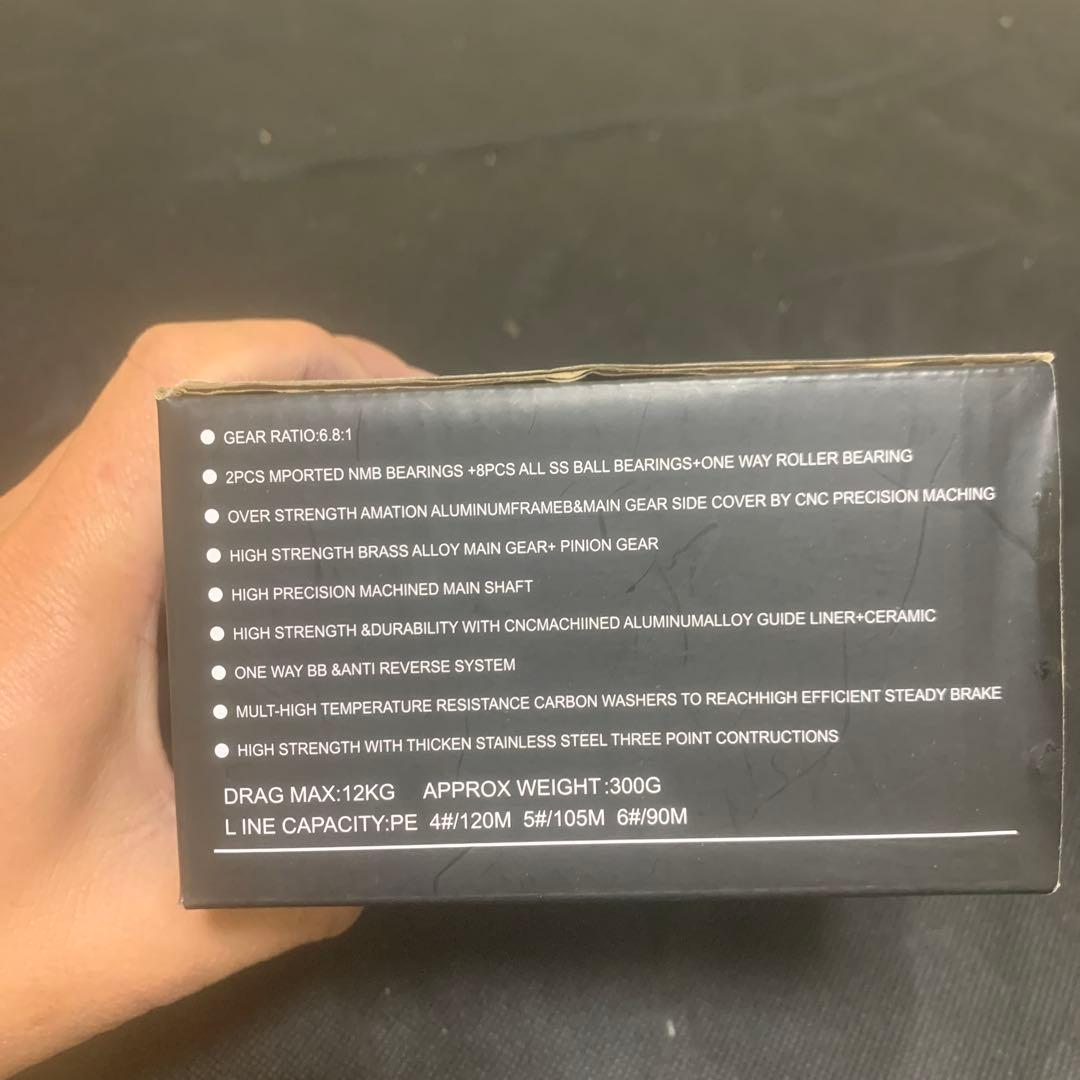 GEAR RATIO:6.8:1
2PCS MPORTED NMB BEARINGS +8PCS ALL SS BALL BEARINGS+ONE WAY ROLLER BEARING
OVER STRENGTH AMATION ALUMINUMFRAMEB&MAIN GEAR SIDE COVER BY CNC PRECISION MACHING
HIGH STRENGTH BRASS ALLOY MAIN GEAR+ PINION GEAR
HIGH PRECISION MACHINED MAIN SHAFT
HIGH STRENGTH &DURABILITY WITH CNCMACHIINED ALUMINUMALLOY GUIDE LINER+CERAMIC
ONE WAY BB &ANTI REVERSE SYSTEM
MULT-HIGH TEMPERATURE RESISTANCE CARBON WASHERS TO REACHHIGH EFFICIENT STEADY BRAKE
HIGH STRENGTH WITH THICKEN STAINLESS STEEL THREE POINT CONTRUCTIONS
DRAG MAX:12KG APPROX WEIGHT:300G
L INE CAPACITY:PE 4#/120M 5#/105M 6#/90M